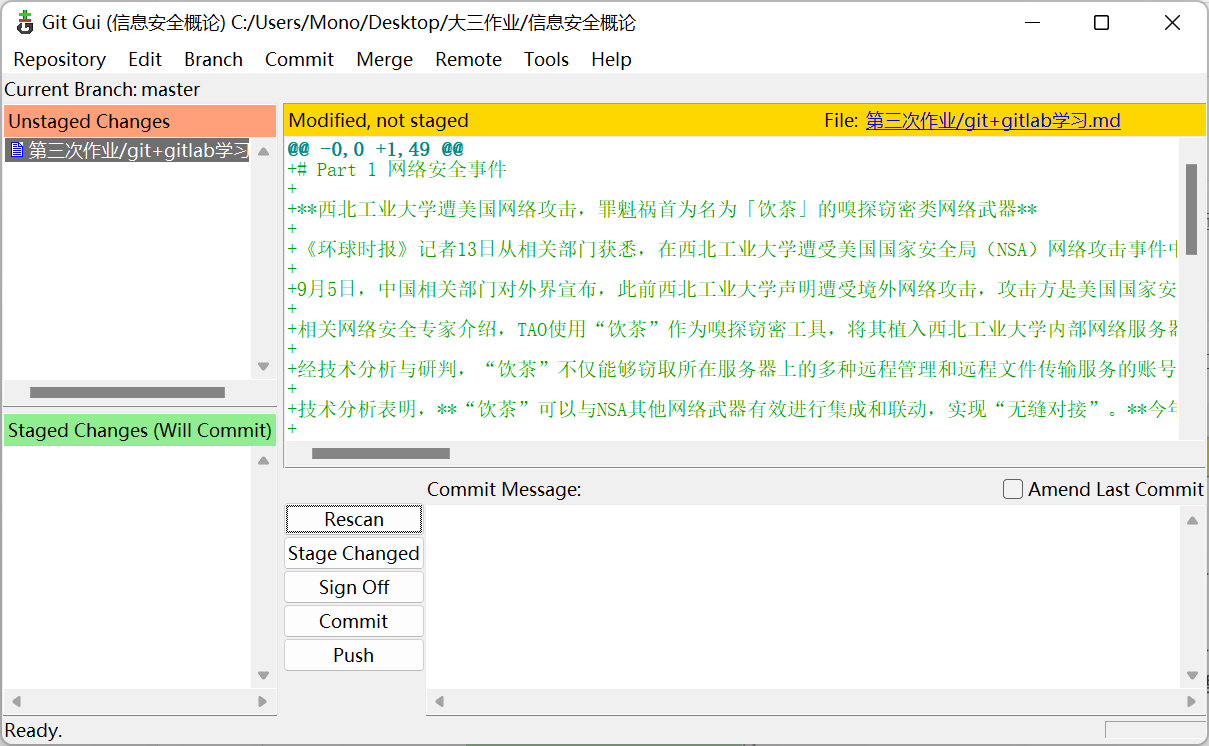 Git Gui (信息安全概论) C:/Users/Mono/Desktop/大三作业/信息安全概论
Repository Edit Branch Commit Merge Remote Tools Help
Current Branch: master
Unstaged Changes
第三次作业/git+gitlab学习
Modified, not staged File: 第三次作业/git+gitlab学习.md
@@ -0,0 +1,49 @@
+# Part 1 网络安全事件
+
+**西北工业大学遭美国网络攻击，罪魁祸首为名为「饮茶」的嗅探窃密类网络武器**
+
+《环球时报》记者13日从相关部门获悉，在西北工业大学遭受美国国家安全局（NSA）网络攻击事件中
+
+9月5日，中国相关部门对外界宣布，此前西北工业大学声明遭受境外网络攻击，攻击方是美国国家安
+
+相关网络安全专家介绍，TAO使用“饮茶”作为嗅探窃密工具，将其植入西北工业大学内部网络服务器
+
+经技术分析与研判，“饮茶”不仅能够窃取所在服务器上的多种远程管理和远程文件传输服务的账号
+
+技术分析表明，**“饮茶”可以与NSA其他网络武器有效进行集成和联动，实现“无缝对接”。**今年
+
Staged Changes (Will Commit)
Commit Message: Amend Last Commit
Rescan
Stage Changed
Sign Off
Commit
Push
Ready.